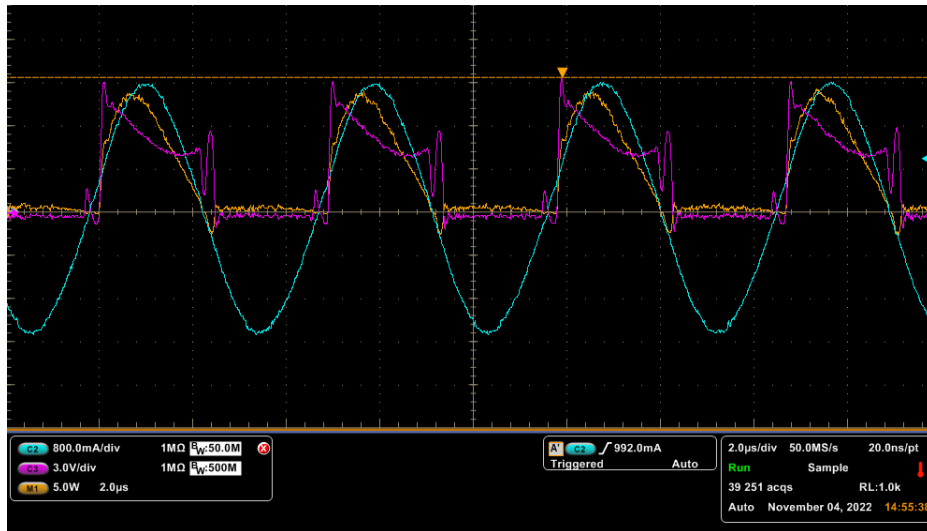 C2 800.0mA/div 1MΩ BW:50.0M
C3 3.0V/div 1MΩ BW:500M
M1 5.0W 2.0µs
A' C2 992.0mA
Triggered Auto
2.0µs/div 50.0MS/s 20.0ns/pt
Run Sample
39 251 acqs RL:1.0k
Auto November 04, 2022 14:55:38